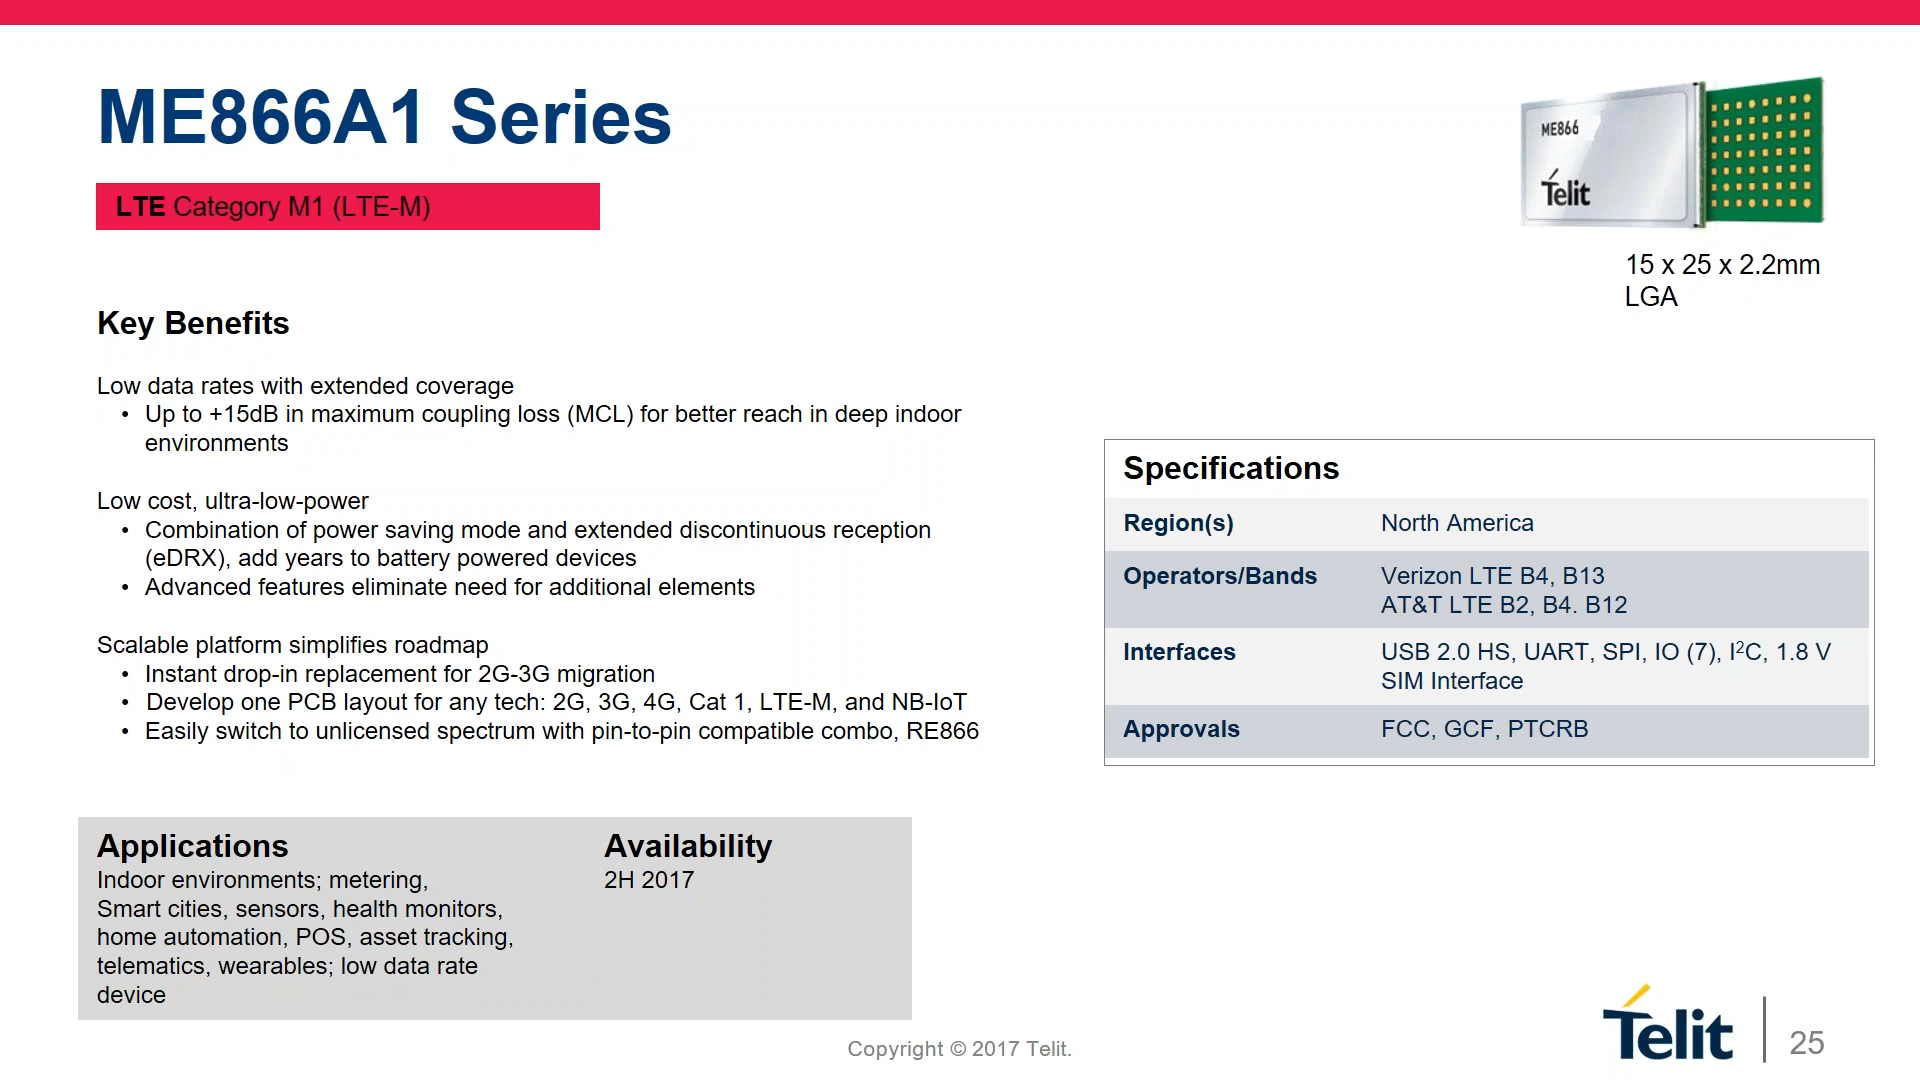 ME866A1 Series
LTE Category M1 (LTE-M)
ME866
Telit
15 x 25 x 2.2mm
LGA
Key Benefits
Low data rates with extended coverage
• Up to +15dB in maximum coupling loss (MCL) for better reach in deep indoor
environments
Low cost, ultra-low-power
• Combination of power saving mode and extended discontinuous reception
(eDRX), add years to battery powered devices
• Advanced features eliminate need for additional elements
Scalable platform simplifies roadmap
• Instant drop-in replacement for 2G-3G migration
• Develop one PCB layout for any tech: 2G, 3G, 4G, Cat 1, LTE-M, and NB-IoT
• Easily switch to unlicensed spectrum with pin-to-pin compatible combo, RE866
Specifications
Region(s) North America
Operators/Bands Verizon LTE B4, B13
AT&T LTE B2, B4. B12
Interfaces USB 2.0 HS, UART, SPI, IO (7), I²C, 1.8 V
SIM Interface
Approvals FCC, GCF, PTCRB
Applications
Indoor environments; metering,
Smart cities, sensors, health monitors,
home automation, POS, asset tracking,
telematics, wearables; low data rate
device
Availability
2H 2017
Copyright © 2017 Telit.
Telit
25